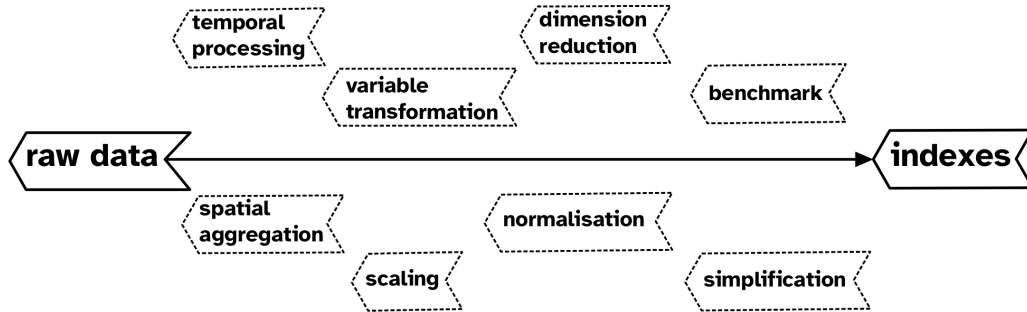 temporal
processing
dimension
reduction
variable
transformation
benchmark
raw data
indexes
spatial
aggregation
normalisation
scaling
simplification